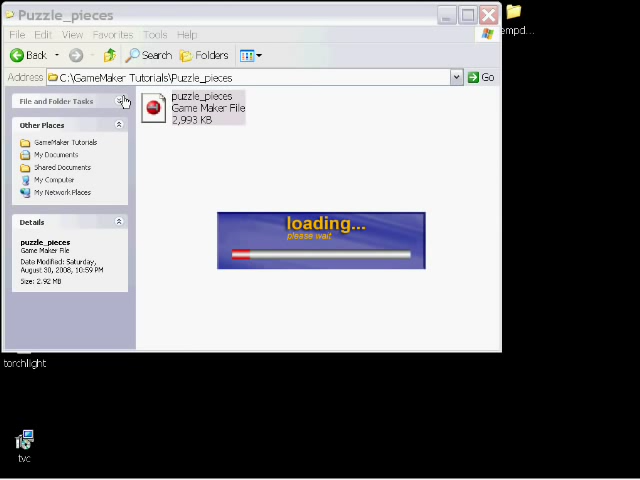 Puzzle_pieces
File Edit View Favorites Tools Help
Back Search Folders
Address C:\GameMaker Tutorials\Puzzle_pieces Go
File and Folder Tasks
Other Places
GameMaker Tutorials
My Documents
Shared Documents
My Computer
My Network Places
Details
puzzle_pieces
Game Maker File
Date Modified: Saturday,
August 30, 2008, 10:59 PM
Size: 2.92 MB
puzzle_pieces
Game Maker File
2,993 KB
loading...
please wait
empd...
torchlight
tvc